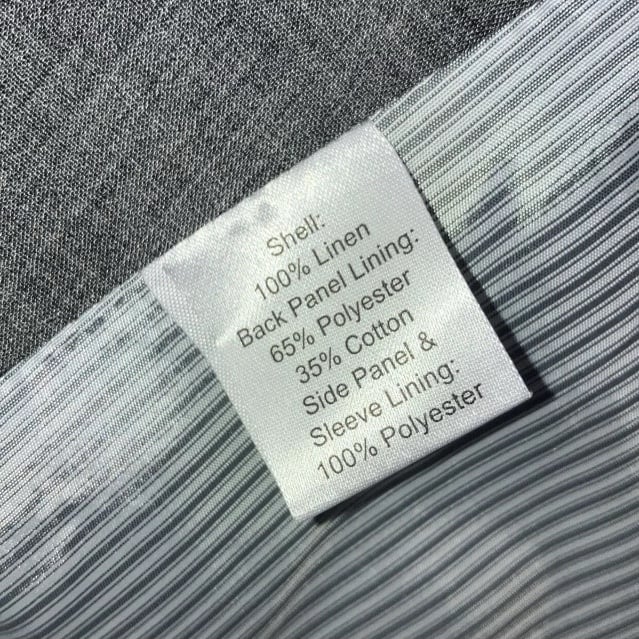 Shell:
100% Linen
Back Panel Lining:
65% Polyester
35% Cotton
Side Panel &
Sleeve Lining:
100% Polyester